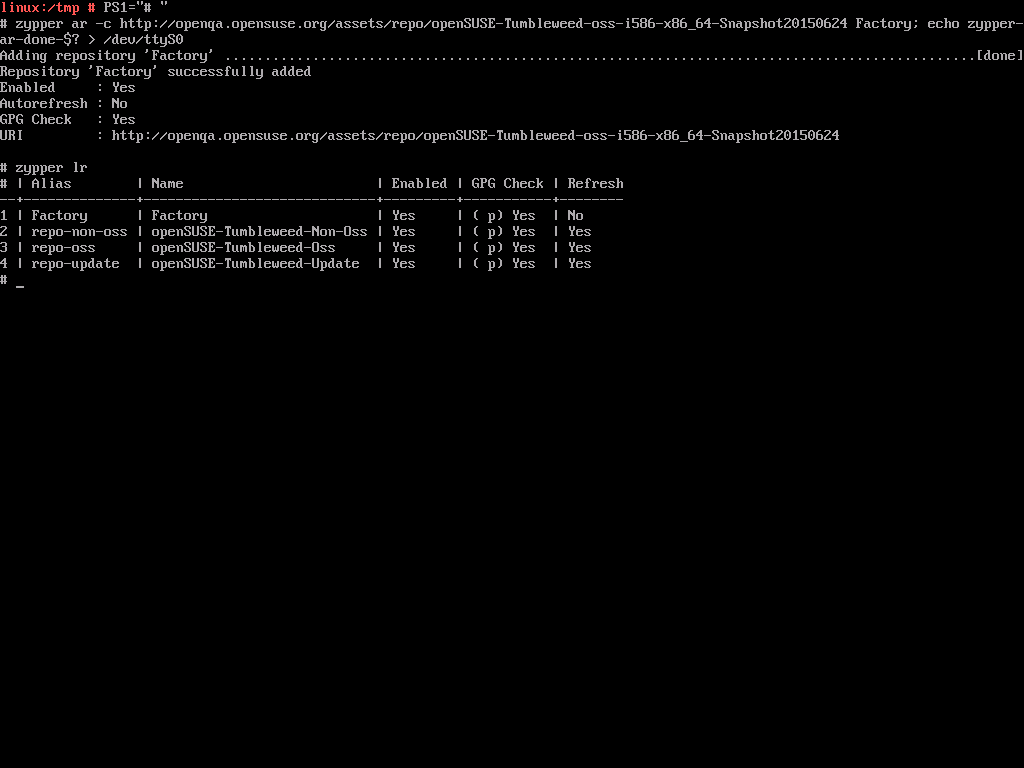 linux:/tmp # PS1="# "
# zypper ar -c http://openqa.opensuse.org/assets/repo/openSUSE-Tumbleweed-oss-i586-x86_64-Snapshot20150624 Factory; echo zypper-
ar-done-$? > /dev/ttyS0
Adding repository 'Factory' ..............................................................................................[done]
Repository 'Factory' successfully added
Enabled     : Yes
Autorefresh : No
GPG Check   : Yes
URI         : http://openqa.opensuse.org/assets/repo/openSUSE-Tumbleweed-oss-i586-x86_64-Snapshot20150624

# zypper lr
# | Alias        | Name                        | Enabled | GPG Check | Refresh
--+--------------+-----------------------------+---------+-----------+--------
1 | Factory      | Factory                     | Yes     | ( p) Yes  | No
2 | repo-non-oss | openSUSE-Tumbleweed-Non-Oss | Yes     | ( p) Yes  | Yes
3 | repo-oss     | openSUSE-Tumbleweed-Oss     | Yes     | ( p) Yes  | Yes
4 | repo-update  | openSUSE-Tumbleweed-Update  | Yes     | ( p) Yes  | Yes
# _